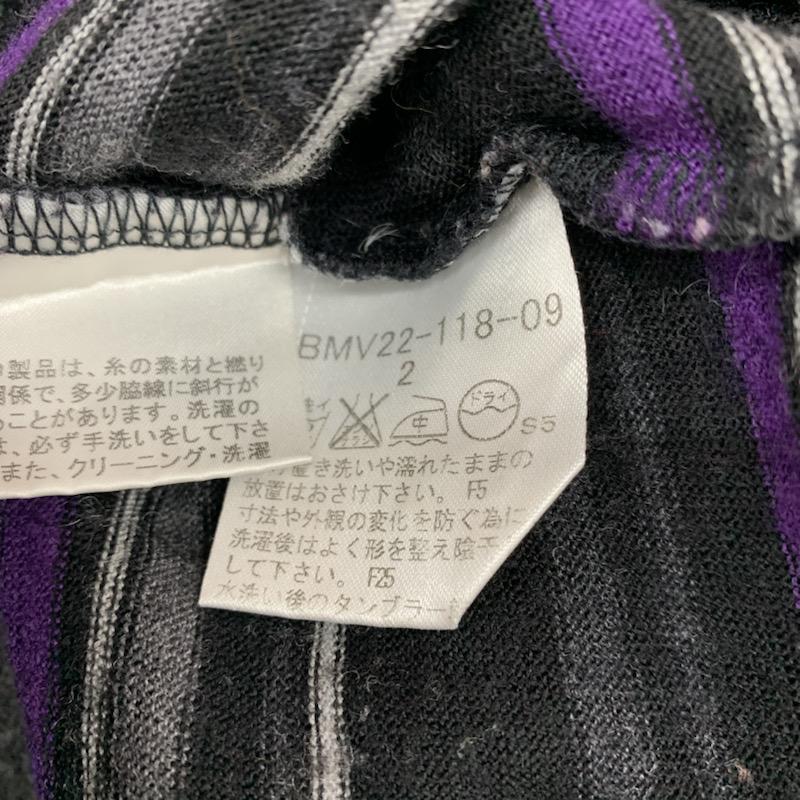 製品は、糸の素材と撚り
関係で、多少脇線に斜行が
ことがあります。洗濯の
は、必ず手洗いをして下さ
また、クリーニング・洗濯
BMV22-118-09
2
中
ドライ
S5
置き洗いや濡れたままの
放置はおさけ下さい。 F5
寸法や外観の変化を防ぐ為に
洗濯後はよく形を整え陰干
して下さい。 F25
水洗い後のタンブラー